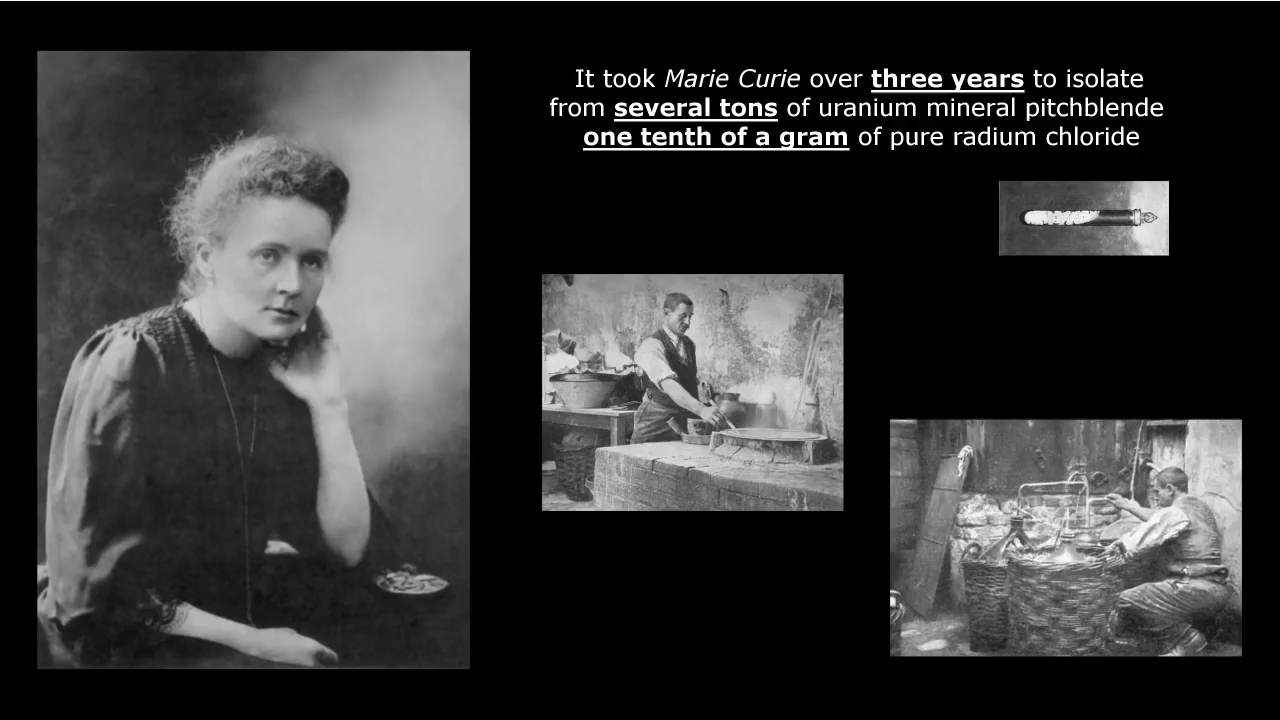 It took Marie Curie over three years to isolate
from several tons of uranium mineral pitchblende
one tenth of a gram of pure radium chloride